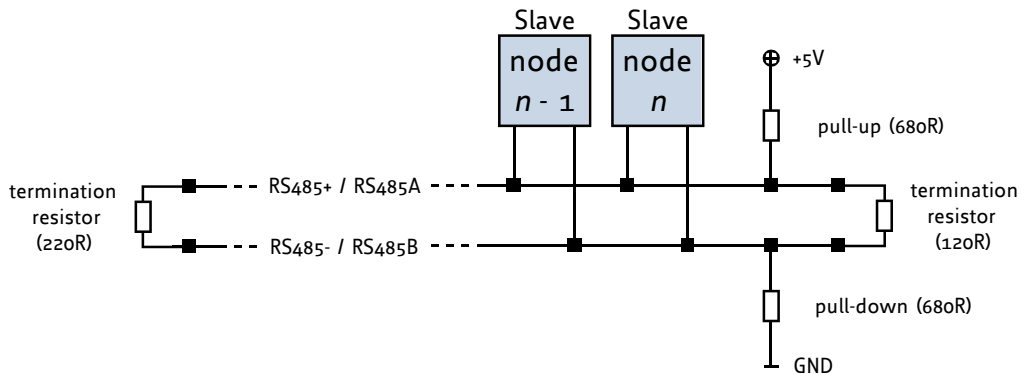 Slave
Slave
node
n - 1
node
n
+5V
pull-up (680R)
termination
resistor
(220R)
RS485+ / RS485A
RS485- / RS485B
termination
resistor
(120R)
pull-down (680R)
GND